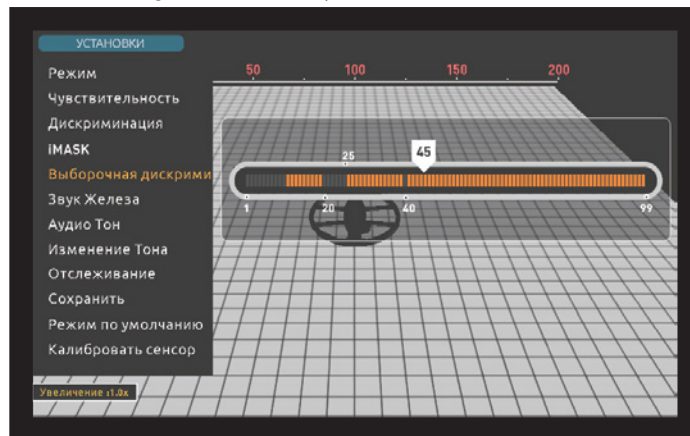 УСТАНОВКИ
Режим
Чувствительность
Дискриминация
iMASK
Выборочная дискрими
Звук Железа
Аудио Тон
Изменение Тона
Отслеживание
Сохранить
Режим по умолчанию
Калибровать сенсор
Увеличение :1.0x
50 100 150 200
25 45
1 20 40 99